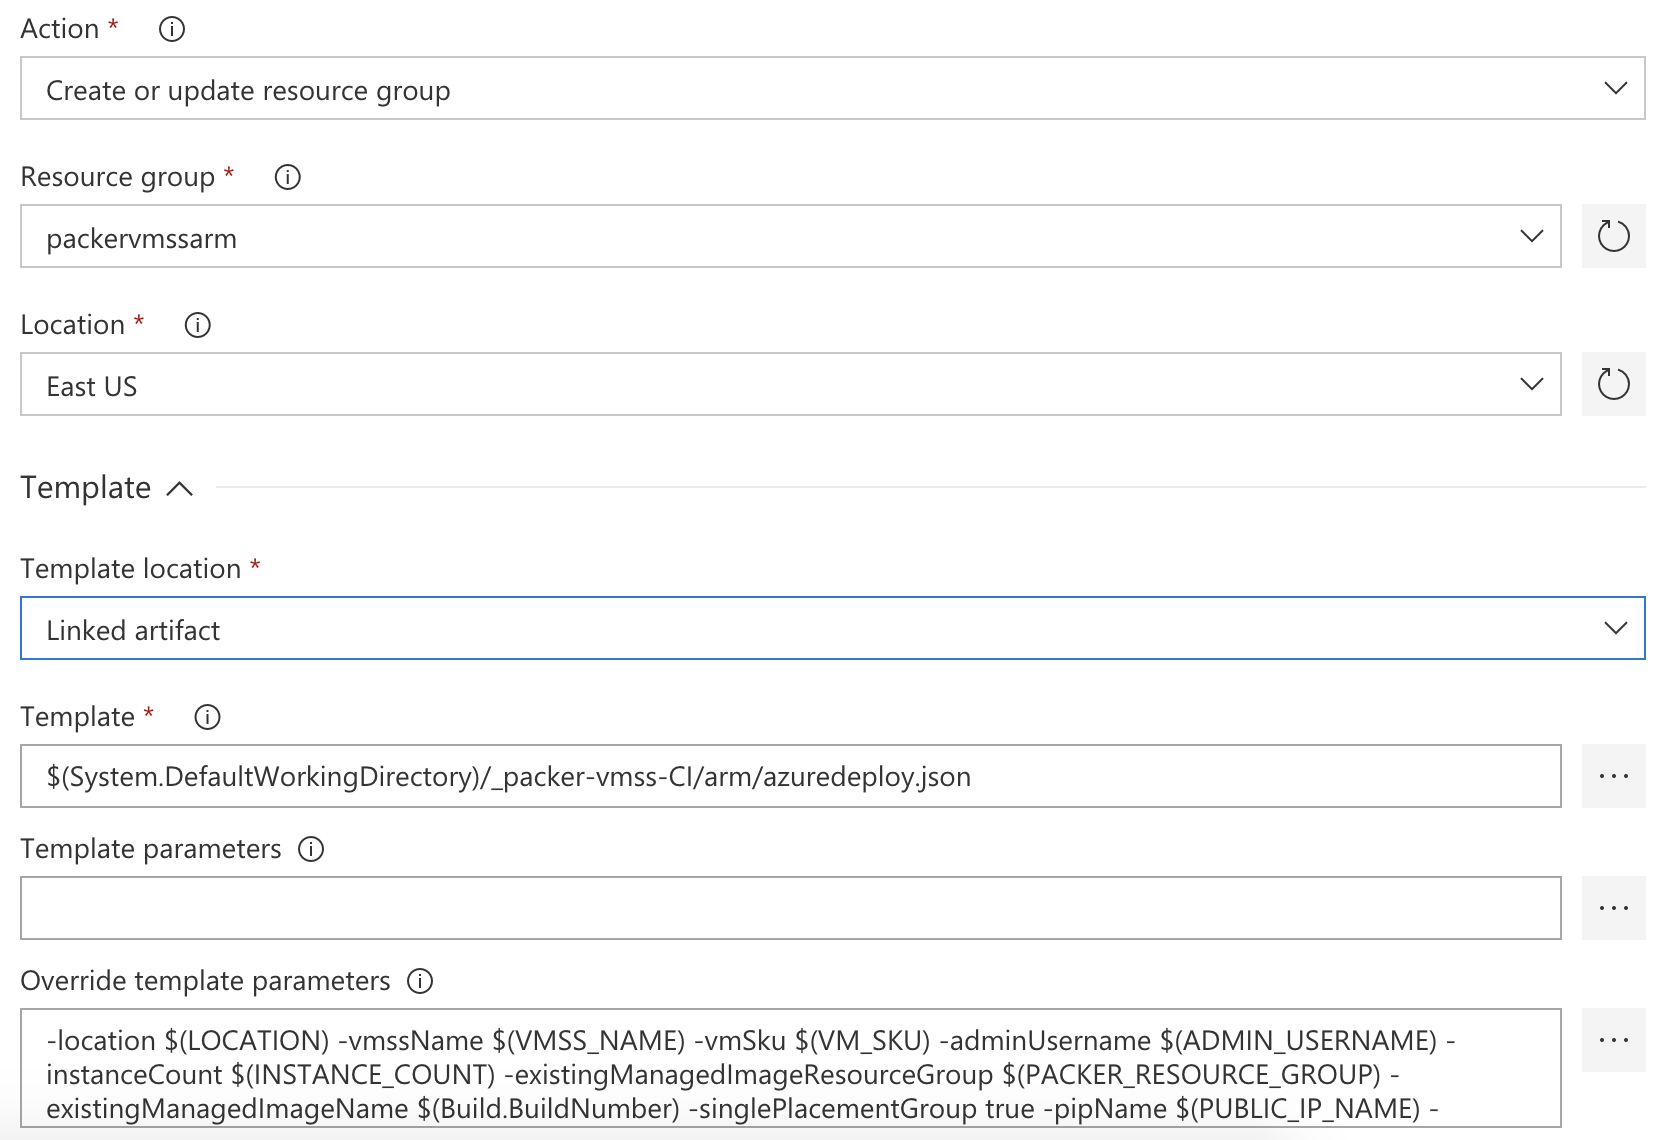 Action *
Create or update resource group
Resource group *
packervmssarm
Location *
East US
Template
Template location *
Linked artifact
Template *
$(System.DefaultWorkingDirectory)/_packer-vmss-CI/arm/azuredeploy.json
Template parameters
Override template parameters
-location $(LOCATION) -vmssName $(VMSS_NAME) -vmSku $(VM_SKU) -adminUsername $(ADMIN_USERNAME) -
instanceCount $(INSTANCE_COUNT) -existingManagedImageResourceGroup $(PACKER_RESOURCE_GROUP) -
existingManagedImageName $(Build.BuildNumber) -singlePlacementGroup true -pipName $(PUBLIC_IP_NAME) -